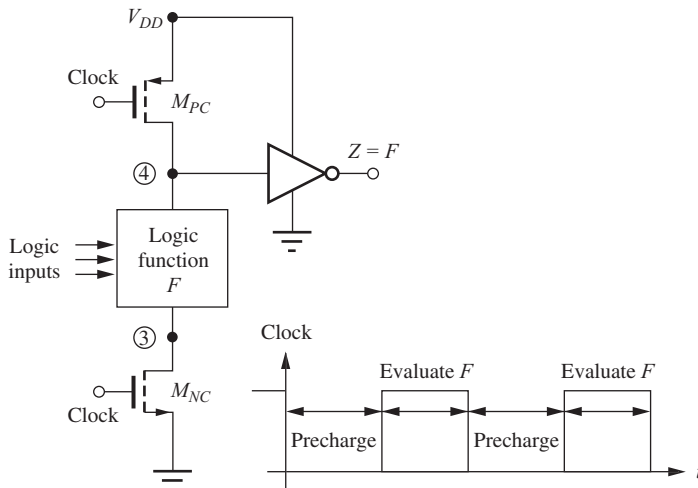 V_DD
Clock
M_PC
④
Z = F
Logic
inputs
Logic
function
F
③
Clock
M_NC
Clock
Evaluate F
Evaluate F
Precharge
Precharge